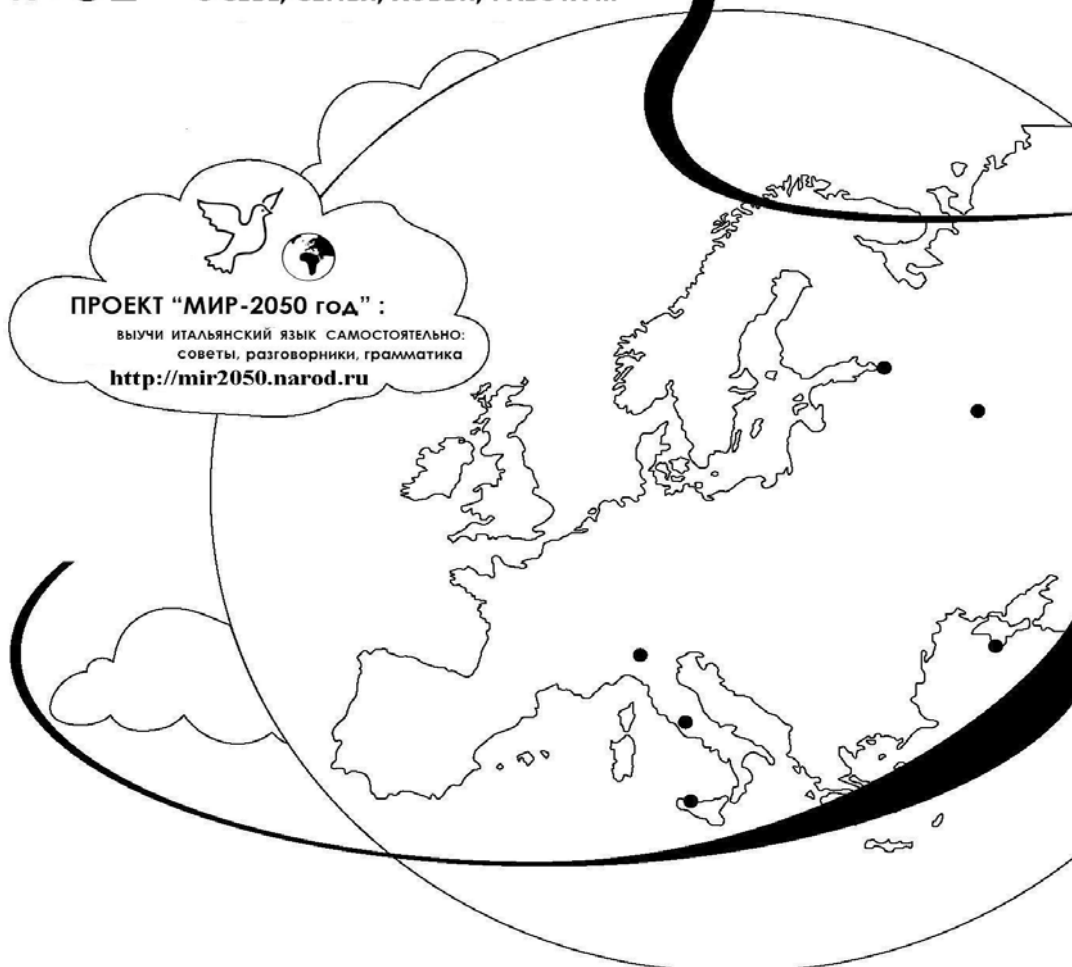 ПРОЕКТ “МИР-2050 год” :
ВЫУЧИ ИТАЛЬЯНСКИЙ ЯЗЫК САМОСТОЯТЕЛЬНО:
советы, разговорники, грамматика
http://mir2050.narod.ru